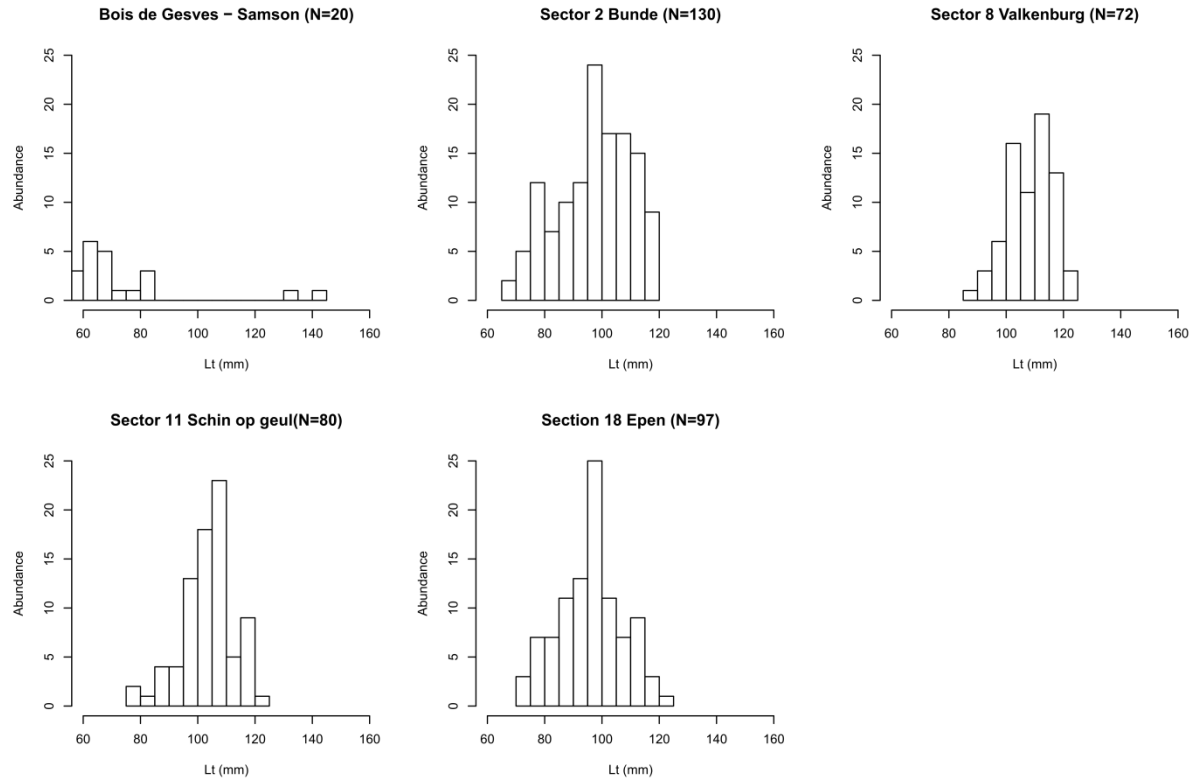 Bois de Gesves − Samson (N=20)
Abundance
0 5 10 15 20 25
60 80 100 120 140 160
Lt (mm)
Sector 2 Bunde (N=130)
Abundance
0 5 10 15 20 25
60 80 100 120 140 160
Lt (mm)
Sector 8 Valkenburg (N=72)
Abundance
0 5 10 15 20 25
60 80 100 120 140 160
Lt (mm)
Sector 11 Schin op geul(N=80)
Abundance
0 5 10 15 20 25
60 80 100 120 140 160
Lt (mm)
Section 18 Epen (N=97)
Abundance
0 5 10 15 20 25
60 80 100 120 140 160
Lt (mm)